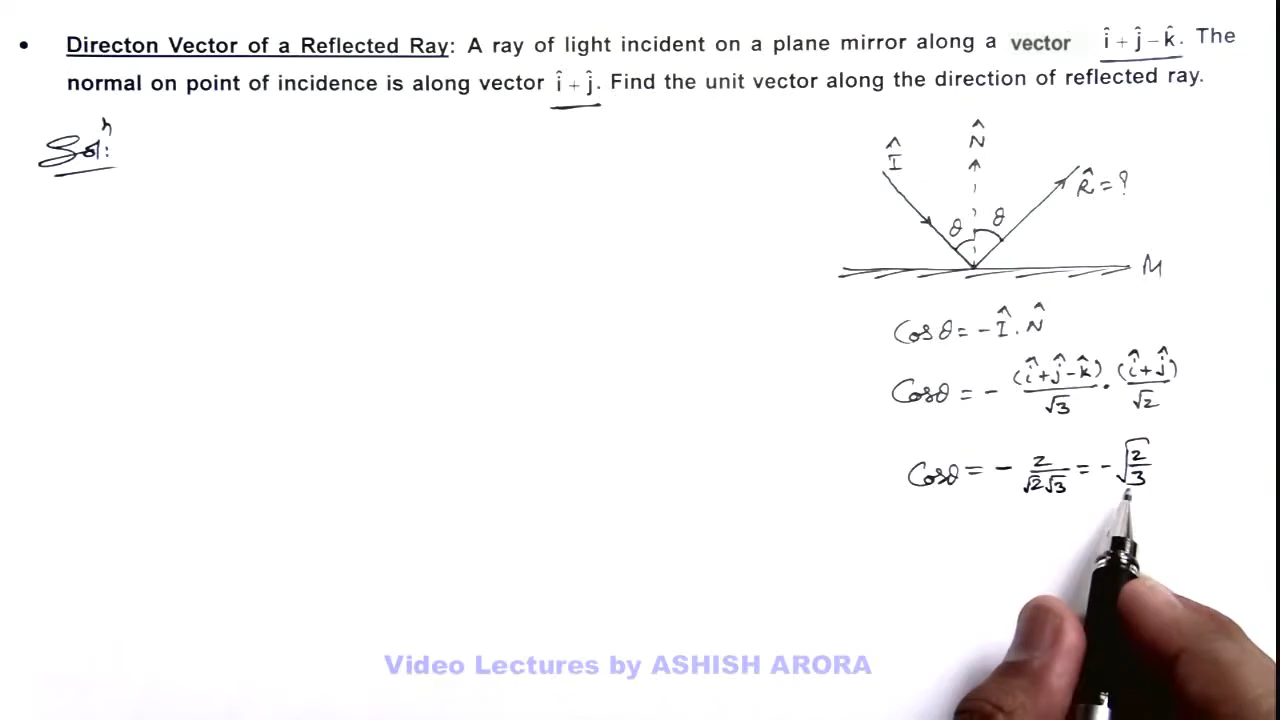 • Directon Vector of a Reflected Ray: A ray of light incident on a plane mirror along a vector î + ĵ – k̂. The
normal on point of incidence is along vector î + ĵ. Find the unit vector along the direction of reflected ray.
Solⁿ:
Î N̂ R̂ = ?
θ θ
M
Cosθ = - Î . N̂
Cosθ = - (î+ĵ-k̂)/√3 . (î+ĵ)/√2
Cosθ = - 2/√2√3 = -√2/3
Video Lectures by ASHISH ARORA